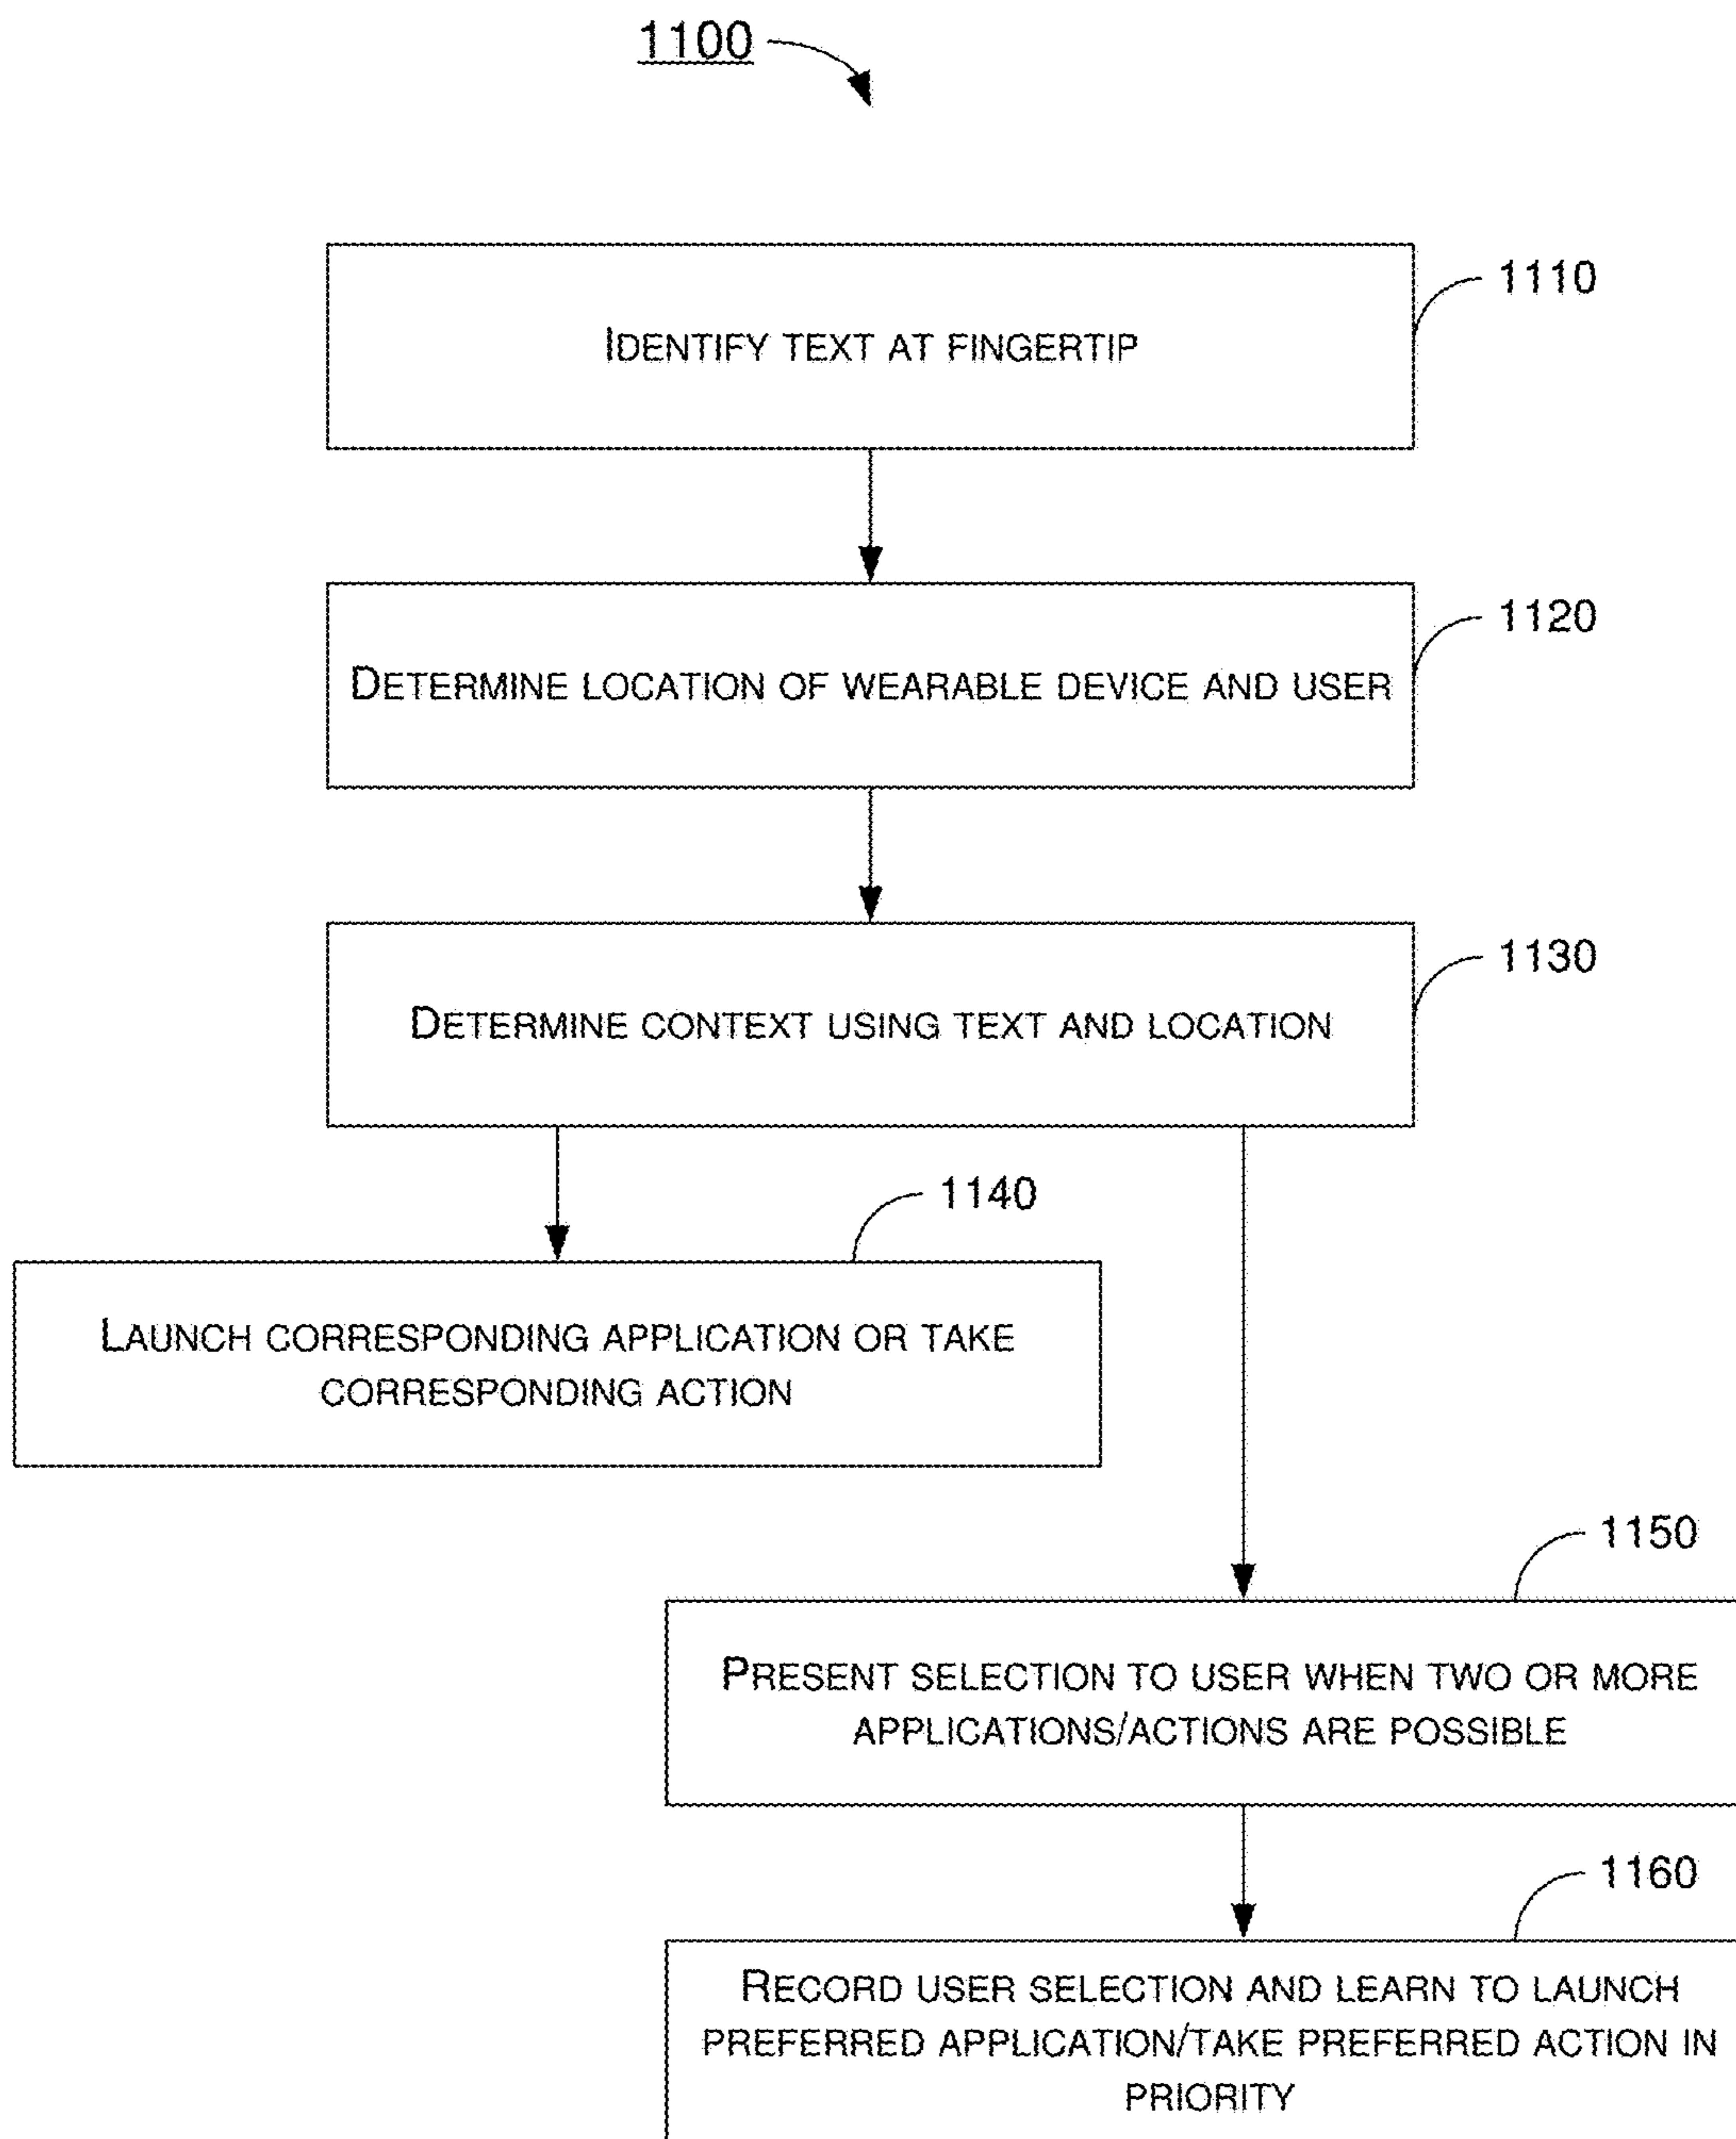 1100
IDENTIFY TEXT AT FINGERTIP
1110
DETERMINE LOCATION OF WEARABLE DEVICE AND USER
1120
DETERMINE CONTEXT USING TEXT AND LOCATION
1130
1140
LAUNCH CORRESPONDING APPLICATION OR TAKE
CORRESPONDING ACTION
1150
PRESENT SELECTION TO USER WHEN TWO OR MORE
APPLICATIONS/ACTIONS ARE POSSIBLE
1160
RECORD USER SELECTION AND LEARN TO LAUNCH
PREFERRED APPLICATION/TAKE PREFERRED ACTION IN
PRIORITY